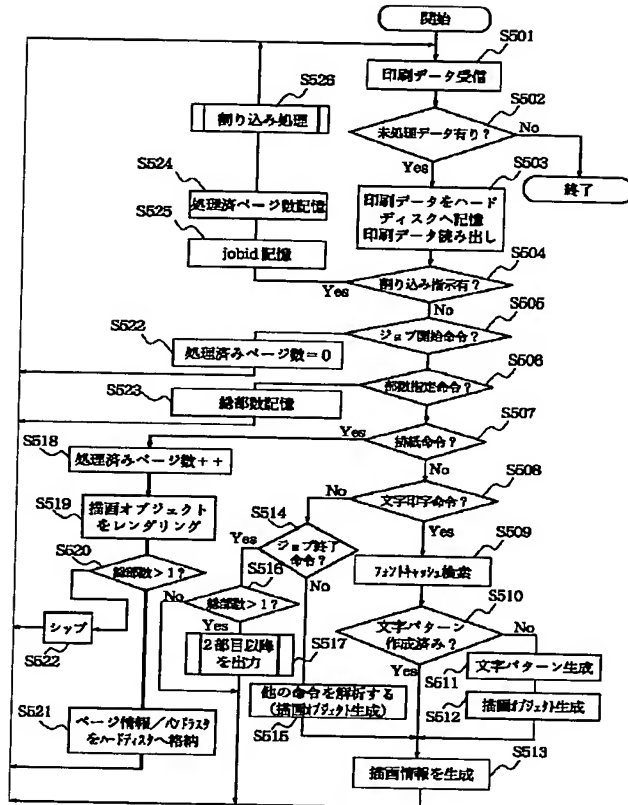 開始
S501
印刷データ受信
S526
割り込み処理
S502
未処理データ有り？
No
Yes
S503
S524
処理済ページ数記憶
印刷データをハード
ディスクへ記憶
印刷データ読み出し
終了
S525
jobid記憶
S504
割り込み指示有？
Yes
No
S505
ジョブ開始命令？
S522
処理済みページ数＝0
S506
部数指定命令？
S523
総部数記憶
S507
排紙命令？
Yes
No
S518
処理済みページ数＋＋
S508
文字印字命令？
No
Yes
S519
描画オブジェクト
をレンダリング
S514
ジョブ終了
命令？
Yes
No
S509
フォントキャッシュ検索
S520
総部数＞1？
S516
総部数＞1？
No
Yes
S510
文字パターン
作成済み？
No
Yes
シップ
S522
2部目以降
を出力
S517
文字パターン生成
S511
他の命令を解析する
(描画オブジェクト生成)
S515
描画オブジェクト生成
S512
S521
ページ情報／バンドラスタ
をハードディスタへ格納
S513
描画情報を生成